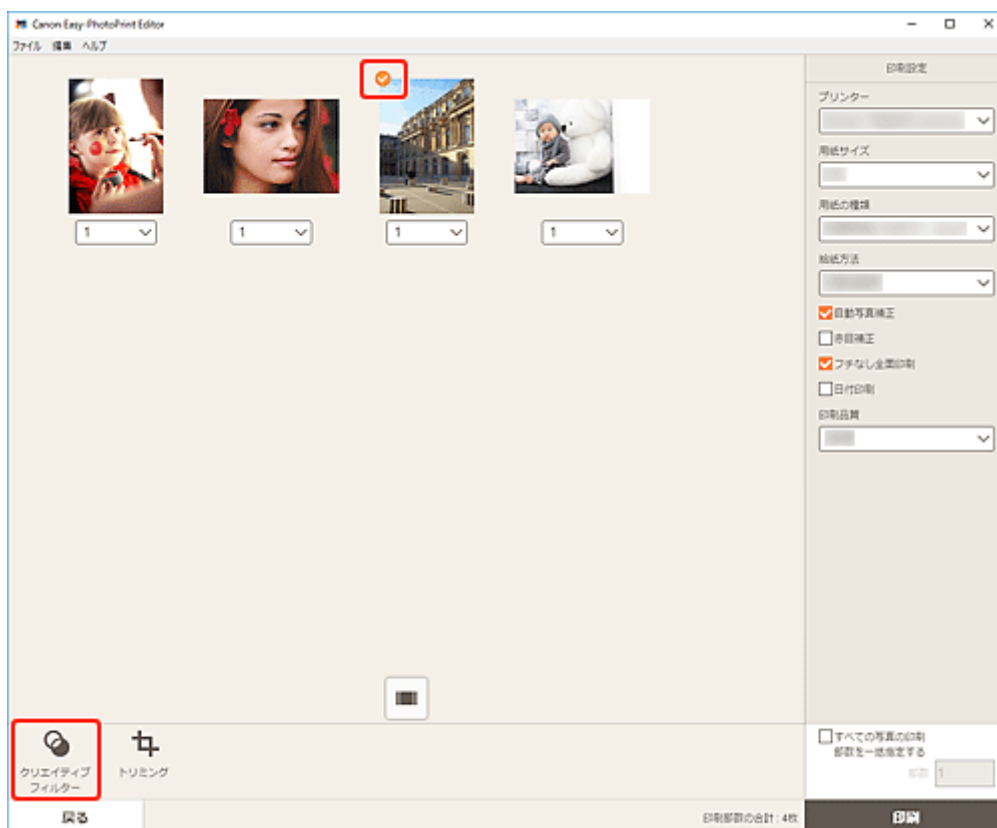 Canon Easy-PhotoPrint Editor
ファイル 編集 ヘルプ
1
1
1
1
印刷設定
プリンター
用紙サイズ
用紙の種類
給紙方法
自動写真補正
赤目補正
フチなし全面印刷
日付印刷
印刷品質
クリエイティブ
フィルター
トリミング
すべての写真の印刷
部数を一括指定する
部数 1
戻る
印刷部数の合計 : 4枚
印刷